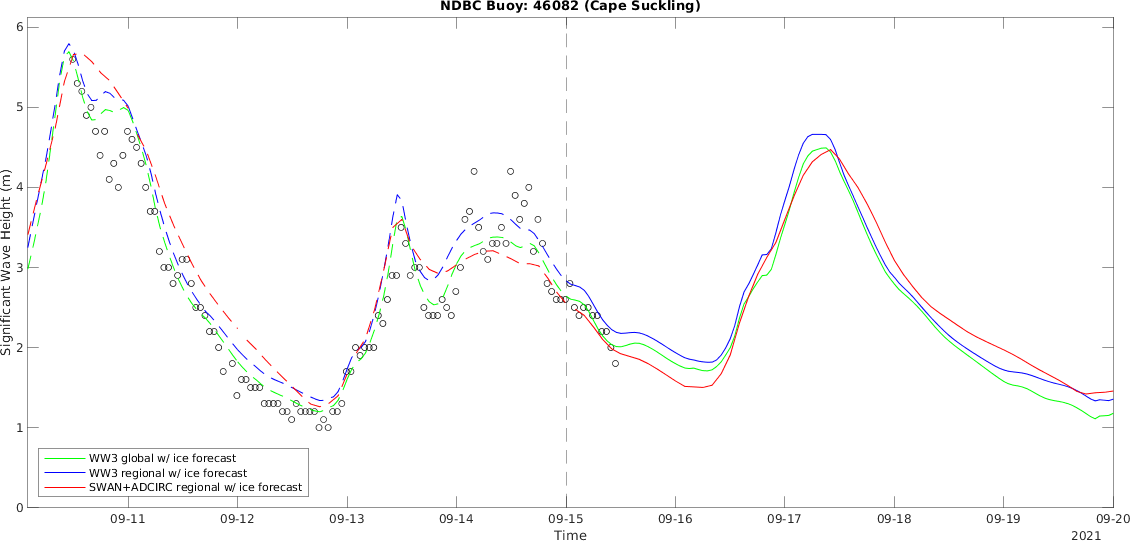 NDBC Buoy: 46082 (Cape Suckling)
6
5
4
3
2
1
0
Significant Wave Height (m)
WW3 global w/ ice forecast
WW3 regional w/ ice forecast
SWAN+ADCIRC regional w/ ice forecast
09-11 09-12 09-13 09-14 09-15 09-16 09-17 09-18 09-19 09-20
Time
2021